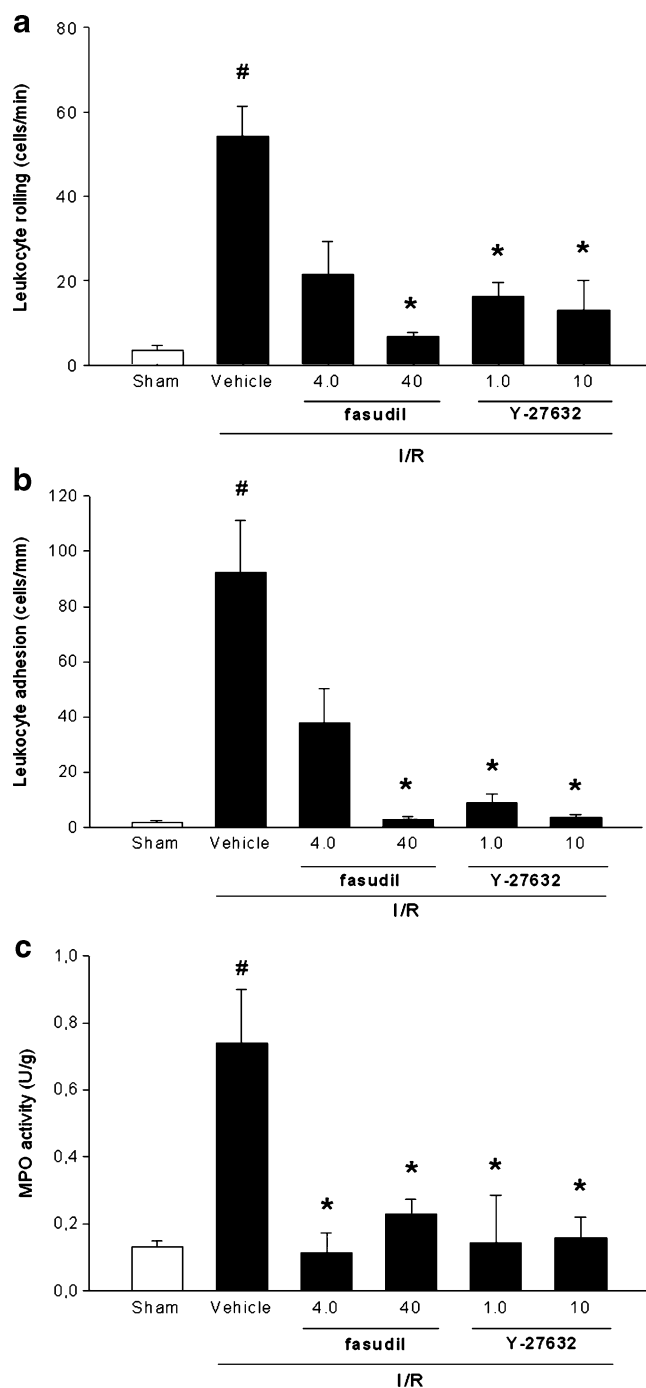 a
Leukocyte rolling (cells/min)
80
60
40
20
0
#
*
*
*
Sham Vehicle 4.0 40 1.0 10
fasudil Y-27632
I/R
b
Leukocyte adhesion (cells/mm)
120
100
80
60
40
20
0
#
*
*
*
Sham Vehicle 4.0 40 1.0 10
fasudil Y-27632
I/R
c
MPO activity (U/g)
1,0
0,8
0,6
0,4
0,2
0,0
#
*
*
*
*
Sham Vehicle 4.0 40 1.0 10
fasudil Y-27632
I/R